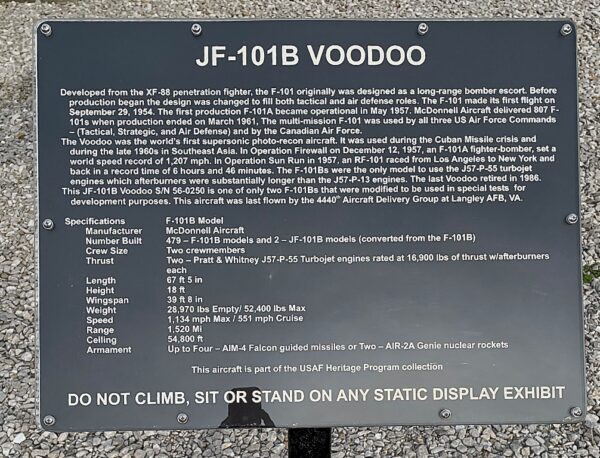 JF-101B VOODOO
Developed from the XF-88 penetration fighter, the F-101 originally was designed as a long-range bomber escort. Before
production began the design was changed to fill both tactical and air defense roles. The F-101 made its first flight on
September 29, 1954. The first production F-101A became operational in May 1957. McDonnell Aircraft delivered 807 F-
101s when production ended on March 1961, The multi-mission F-101 was used by all three US Air Force Commands
– (Tactical, Strategic, and Air Defense) and by the Canadian Air Force.
The Voodoo was the world's first supersonic photo-recon aircraft. It was used during the Cuban Missile crisis and
during the late 1960s in Southeast Asia. In Operation Firewall on December 12, 1957, an F-101A fighter-bomber, set a
world speed record of 1,207 mph. In Operation Sun Run in 1957, an RF-101 raced from Los Angeles to New York and
back in a record time of 6 hours and 46 minutes. The F-101Bs were the only model to use the J57-P-55 turbojet
engines which afterburners were substantially longer than the J57-P-13 engines. The last Voodoo retired in 1986.
This JF-101B Voodoo S/N 56-0250 is one of only two F-101Bs that were modified to be used in special tests for
development purposes. This aircraft was last flown by the 4440th Aircraft Delivery Group at Langley AFB, VA.
Specifications F-101B Model
Manufacturer McDonnell Aircraft
Number Built 479 – F-101B models and 2 – JF-101B models (converted from the F-101B)
Crew Size Two crewmembers
Thrust Two – Pratt & Whitney J57-P-55 Turbojet engines rated at 16,900 lbs of thrust w/afterburners
each
Length 67 ft 5 in
Height 18 ft
Wingspan 39 ft 8 in
Weight 28,970 lbs Empty/ 52,400 lbs Max
Speed 1,134 mph Max / 551 mph Cruise
Range 1,520 Mi
Ceiling 54,800 ft
Armament Up to Four – AIM-4 Falcon guided missiles or Two – AIR-2A Genie nuclear rockets
This aircraft is part of the USAF Heritage Program collection
DO NOT CLIMB, SIT OR STAND ON ANY STATIC DISPLAY EXHIBIT